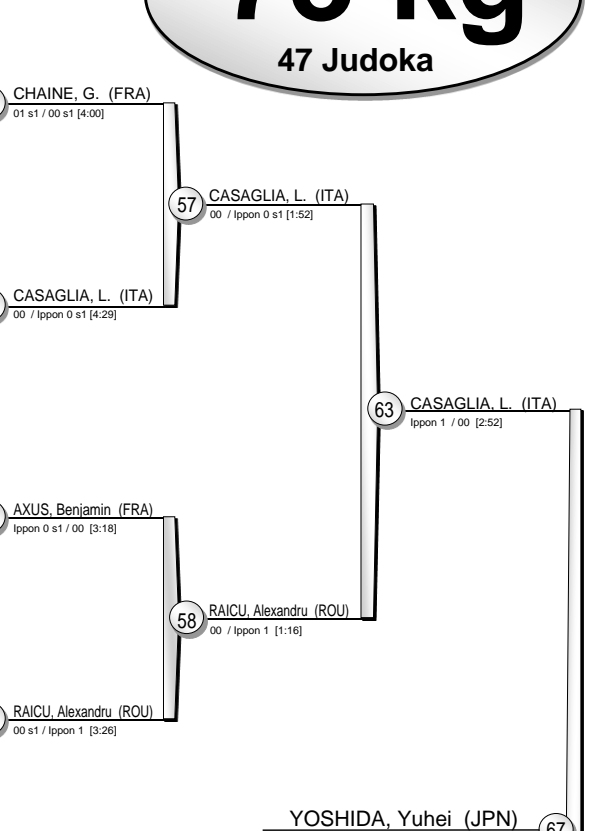 73 kg
47 Judoka
CHAINE, G. (FRA)
01 s1 / 00 s1 [4:00]
57
CASAGLIA, L. (ITA)
00 / Ippon 0 s1 [1:52]
CASAGLIA, L. (ITA)
00 / Ippon 0 s1 [4:29]
63
CASAGLIA, L. (ITA)
Ippon 1 / 00 [2:52]
AXUS, Benjamin (FRA)
Ippon 0 s1 / 00 [3:18]
58
RAICU, Alexandru (ROU)
00 / Ippon 1 [1:16]
RAICU, Alexandru (ROU)
00 s1 / Ippon 1 [3:26]
YOSHIDA, Yuhei (JPN)
67